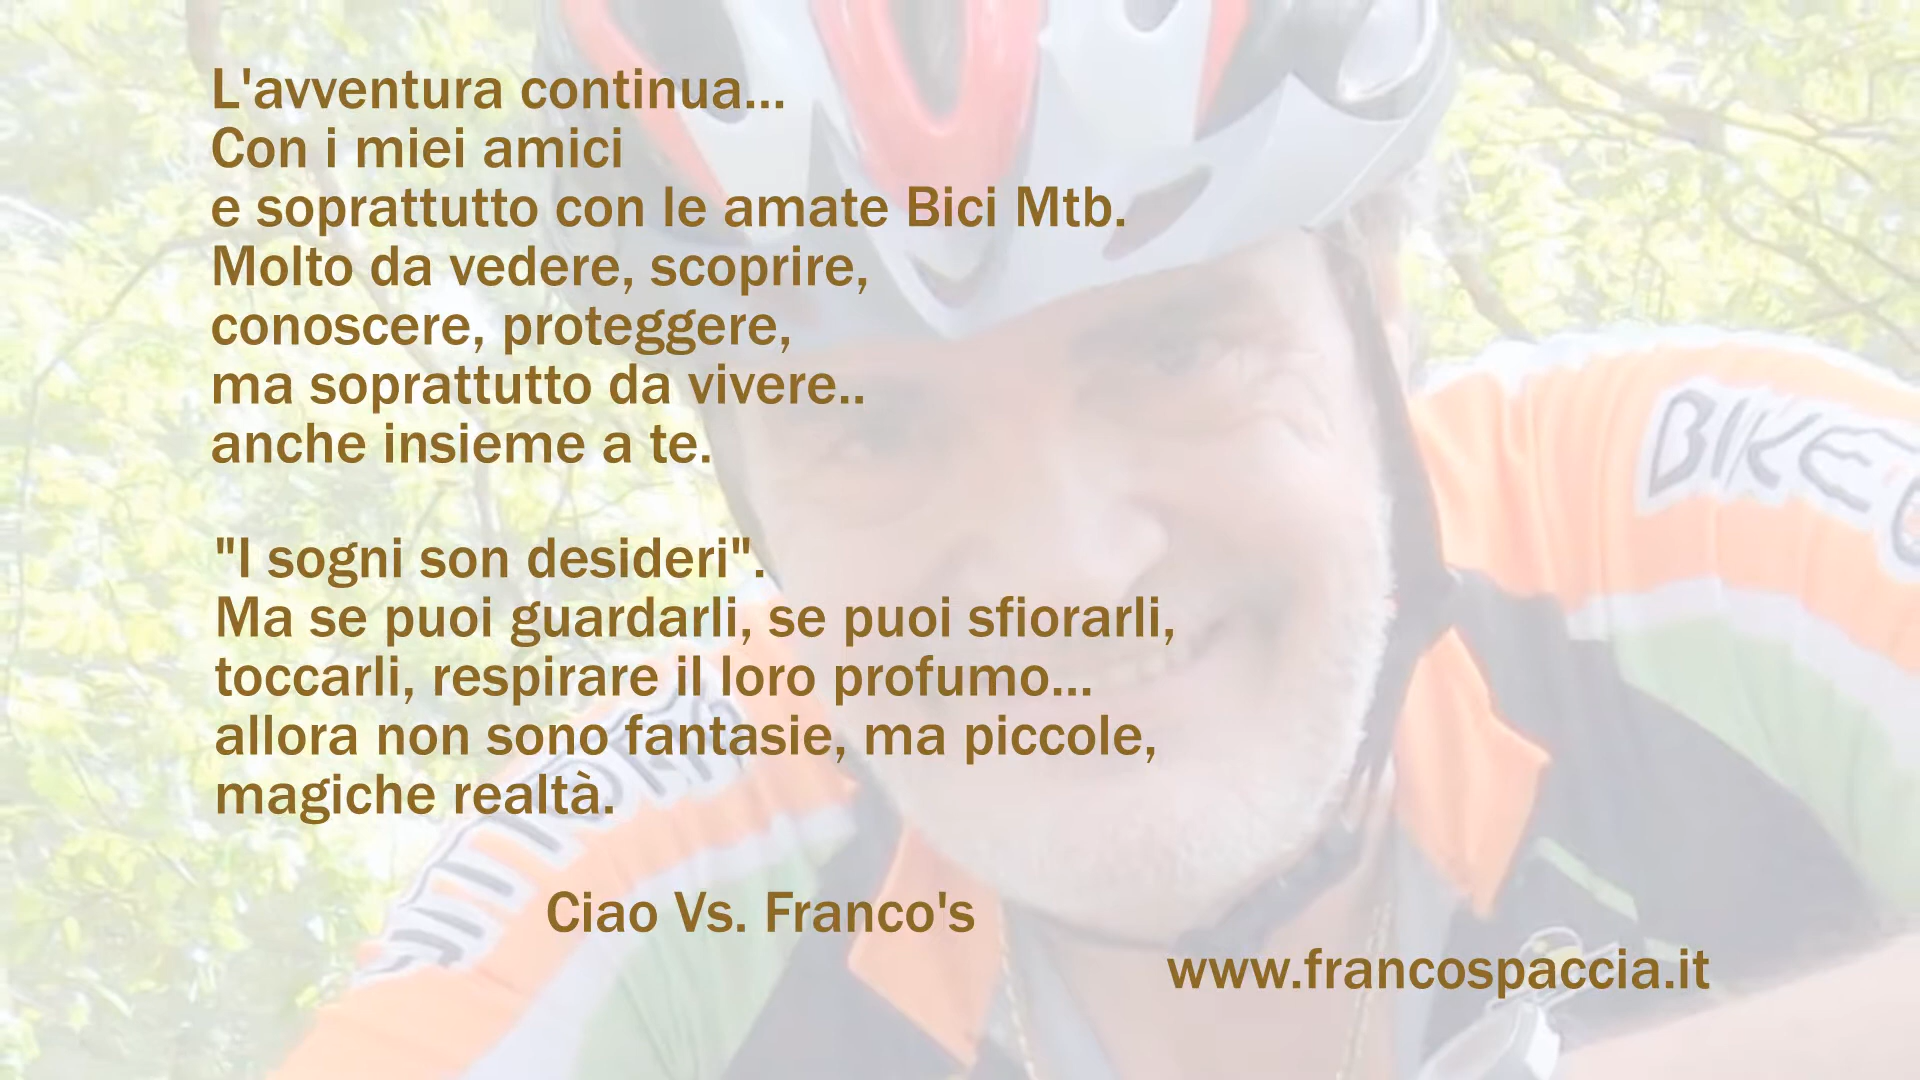 L'avventura continua...
Con i miei amici
e soprattutto con le amate Bici Mtb.
Molto da vedere, scoprire,
conoscere, proteggere,
ma soprattutto da vivere..
anche insieme a te.
"I sogni son desideri".
Ma se puoi guardarli, se puoi sfiorarli,
toccarli, respirare il loro profumo...
allora non sono fantasie, ma piccole,
magiche realtà.
Ciao Vs. Franco's
www.francospaccia.it
BIKE